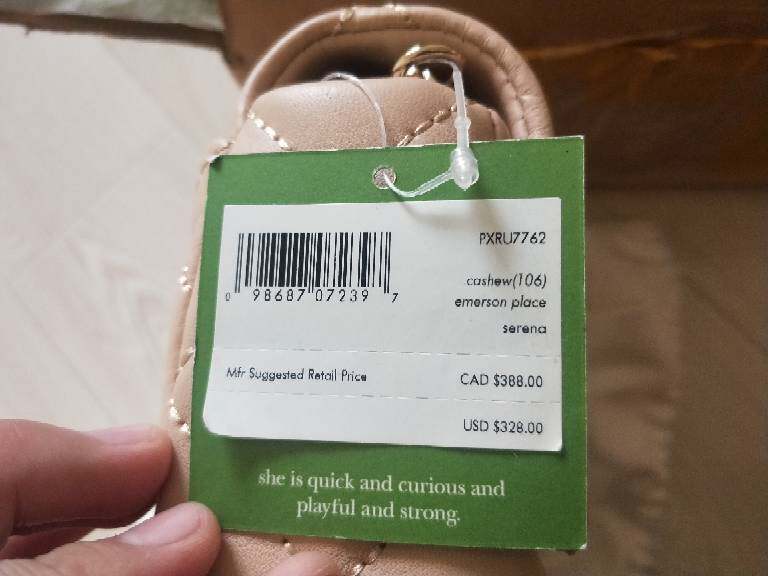 PXRU7762
0 98687 07239 7
cashew(106)
emerson place
serena
Mfr Suggested Retail Price CAD $388.00
USD $328.00
she is quick and curious and
playful and strong.